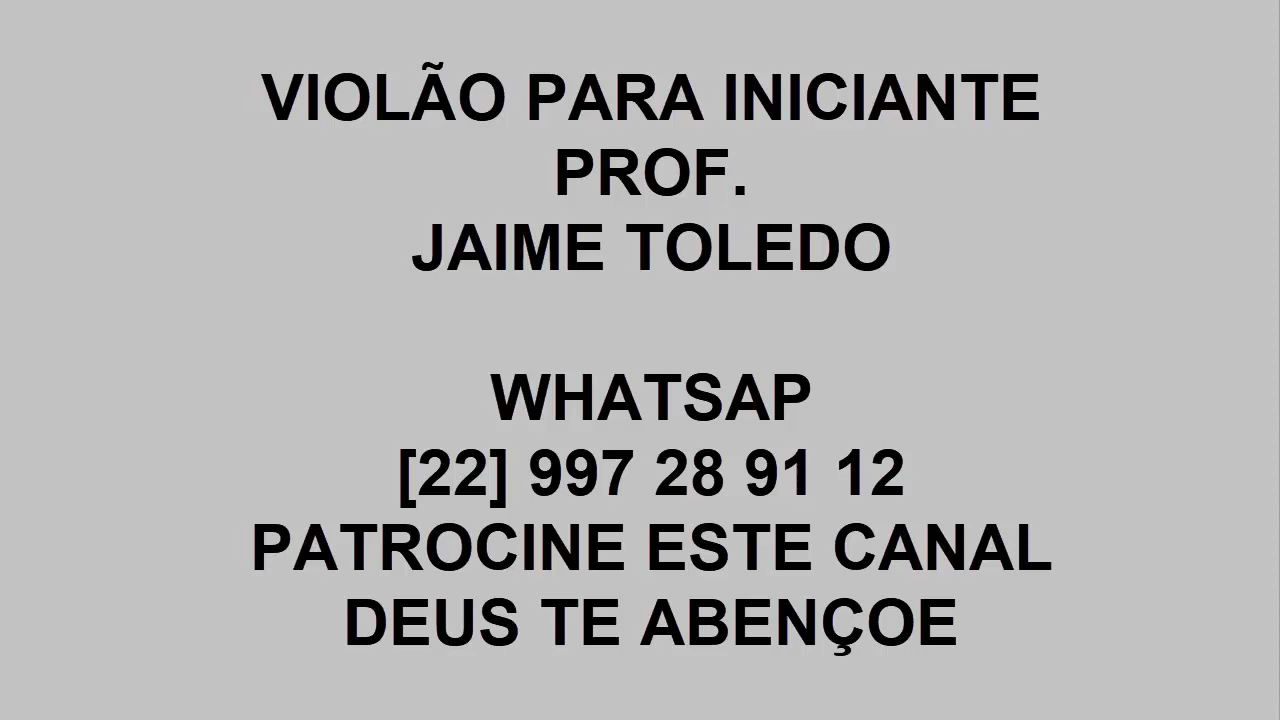 VIOLÃO PARA INICIANTE
PROF.
JAIME TOLEDO
WHATSAP
[22] 997 28 91 12
PATROCINE ESTE CANAL
DEUS TE ABENÇOE